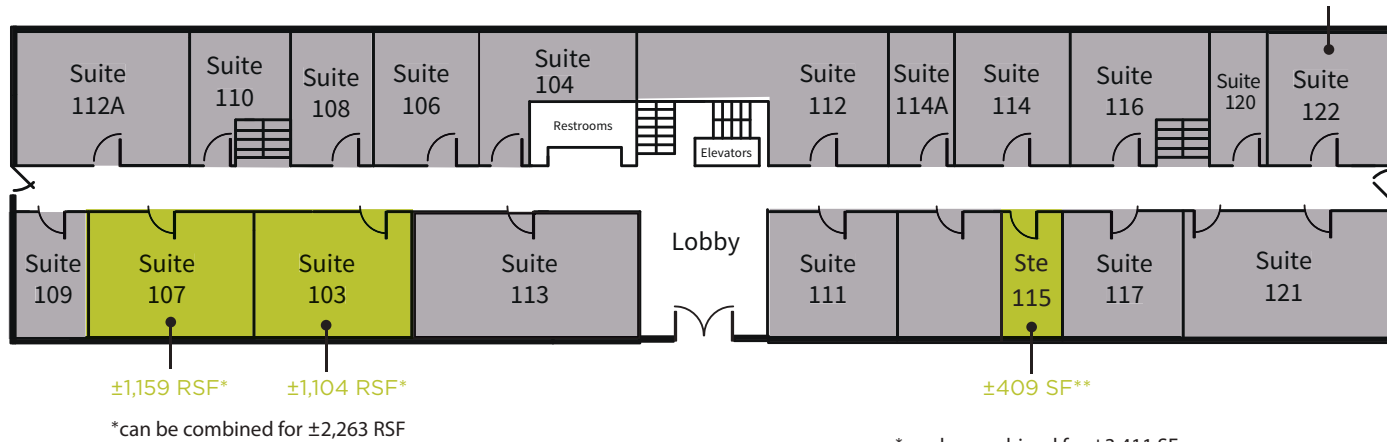 Suite
112A
Suite
110
Suite
108
Suite
106
Suite
104
Restrooms
Elevators
Suite
112
Suite
114A
Suite
114
Suite
116
Suite
120
Suite
122
Suite
109
Suite
107
Suite
103
Suite
113
Lobby
Suite
111
Ste
115
Suite
117
Suite
121
±1,159 RSF*
±1,104 RSF*
±409 SF**
*can be combined for ±2,263 RSF